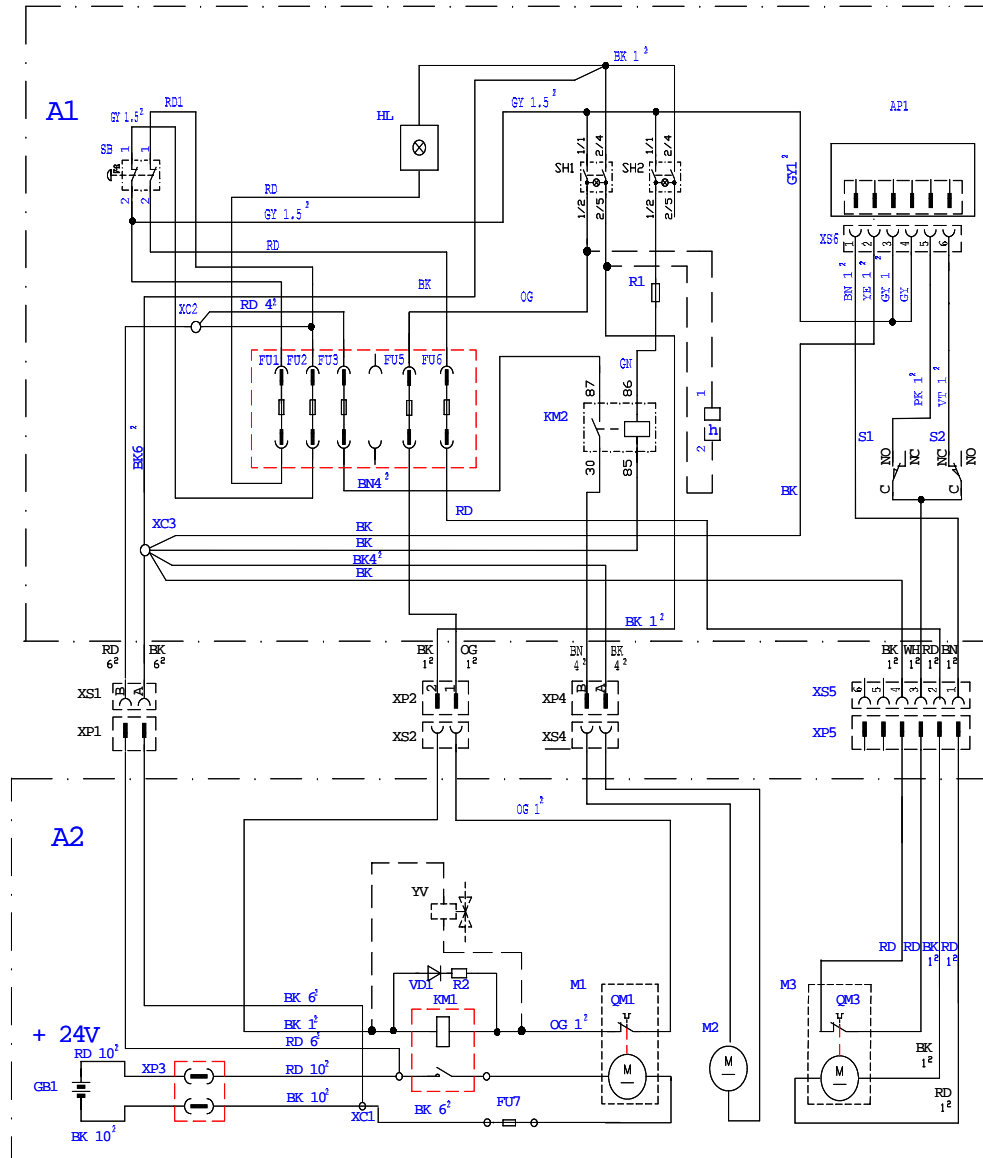 A1
BK 1²
RD1
GY 1.5²
GY 1.5²
HL
AP1
SB
1
1
1/1
2/4
1/1
2/4
SH1
SH2
GY1²
RD
2
2
1/2
2/5
1/2
2/5
GY 1.5²
XS6
1
2
3
4
5
6
RD
BN 1²
YE 1²
GY 1²
GY
BK
R1
OG
XC2
RD 4²
FU1
FU2
FU3
FU5
FU6
GN
87
86
KM2
30
85
1
h
2
PK 1²
VT 1²
S1
S2
NO
NC
NC
NO
C
C
BK6²
BN4²
BK
RD
XC3
BK
BK
BK4²
BK
BK 1²
RD 6²
BK 6²
BK 1²
OG 1²
BN 4²
BK 4²
BK 1²
WH 1²
RD 1²
BN 1²
XS1
B
A
XP2
2
1
XP4
B
A
XS5
6
5
4
3
2
1
XP1
XS2
XS4
XP5
A2
OG 1²
YV
RD
RD
BK 1²
RD 1²
VD1
R2
M1
M3
BK 6²
KM1
QM1
QM3
BK 1²
OG 1²
+ 24V
RD 6²
M2
RD 10²
XP3
RD 10²
M
M
M
BK 1²
GB1
BK 10²
RD 1²
XC1
BK 6²
FU7
BK 10²